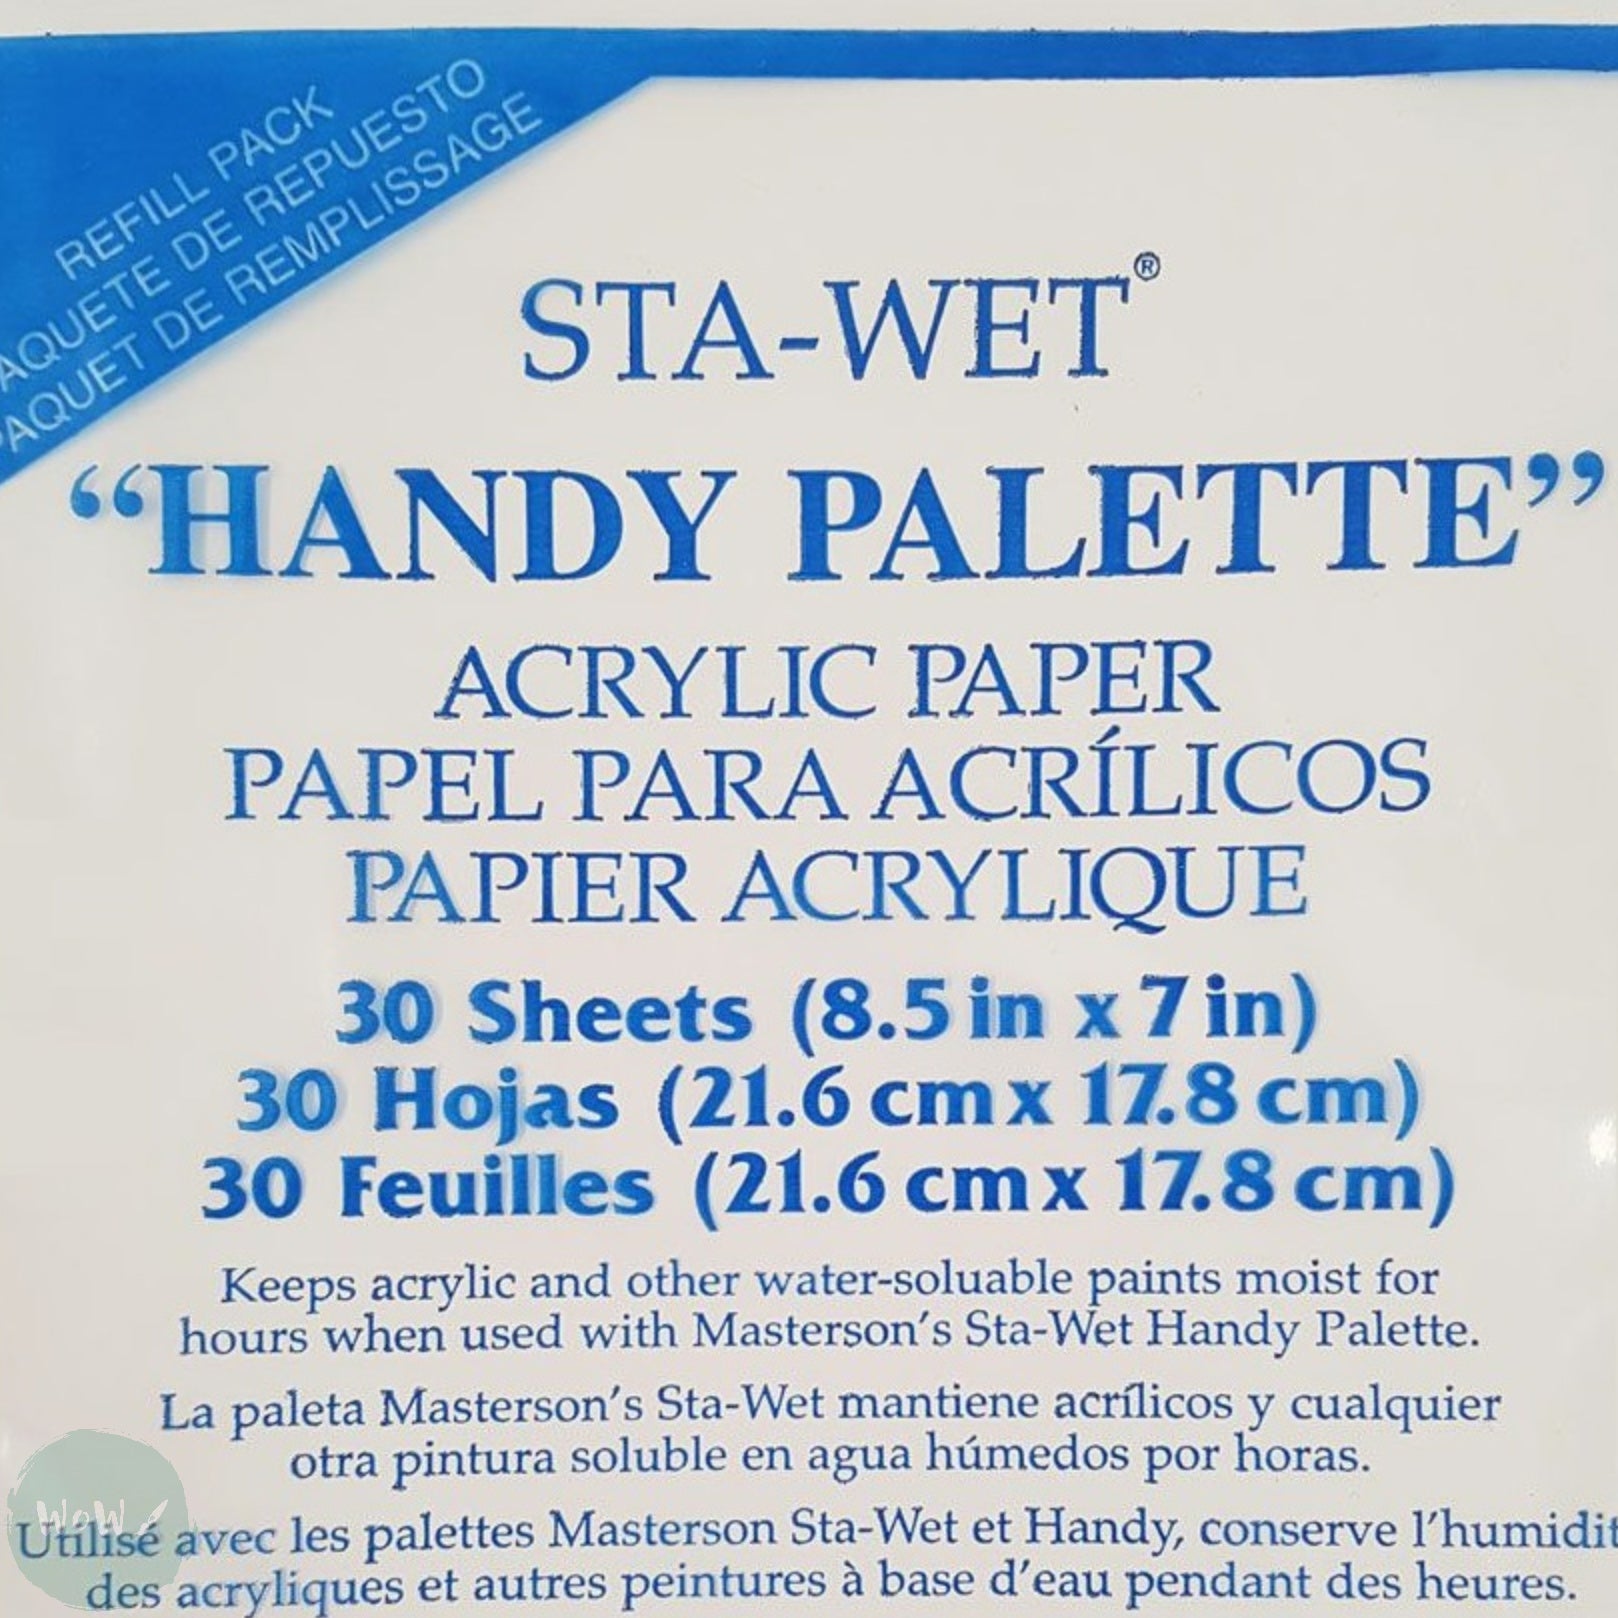 REFILL PACK
AQUETE DE REPUESTO
PAQUET DE REMPLISSAGE
STA-WET®
“HANDY PALETTE”
ACRYLIC PAPER
PAPEL PARA ACRÍLICOS
PAPIER ACRYLIQUE
30 Sheets (8.5 in x 7 in)
30 Hojas (21.6 cm x 17.8 cm)
30 Feuilles (21.6 cm x 17.8 cm)
Keeps acrylic and other water-soluable paints moist for
hours when used with Masterson’s Sta-Wet Handy Palette.
La paleta Masterson’s Sta-Wet mantiene acrílicos y cualquier
otra pintura soluble en agua húmedos por horas.
WoW
Utilisé avec les palettes Masterson Sta-Wet et Handy, conserve l’humidit
des acryliques et autres peintures à base d’eau pendant des heures.